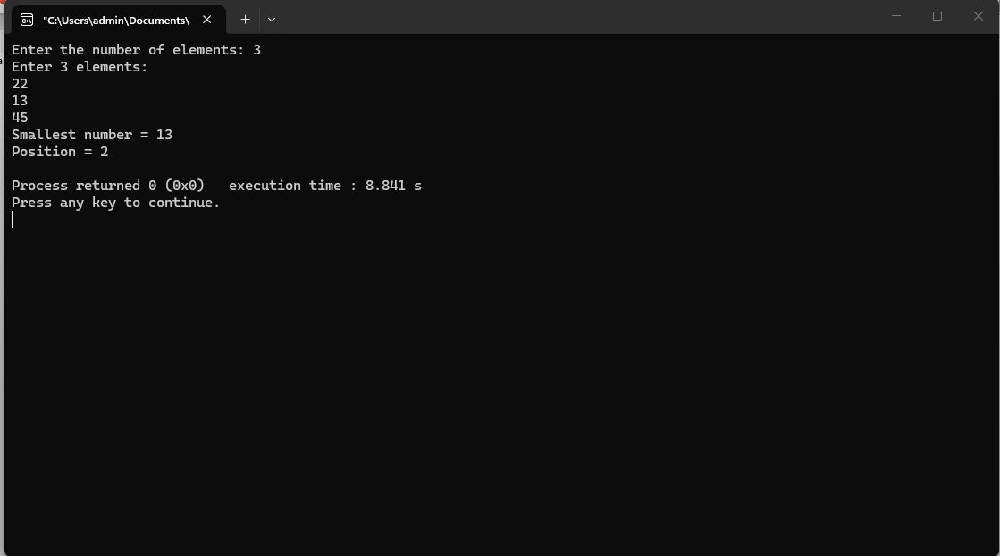 "C:\Users\admin\Documents\
Enter the number of elements: 3
Enter 3 elements:
22
13
45
Smallest number = 13
Position = 2
Process returned 0 (0x0)   execution time : 8.841 s
Press any key to continue.